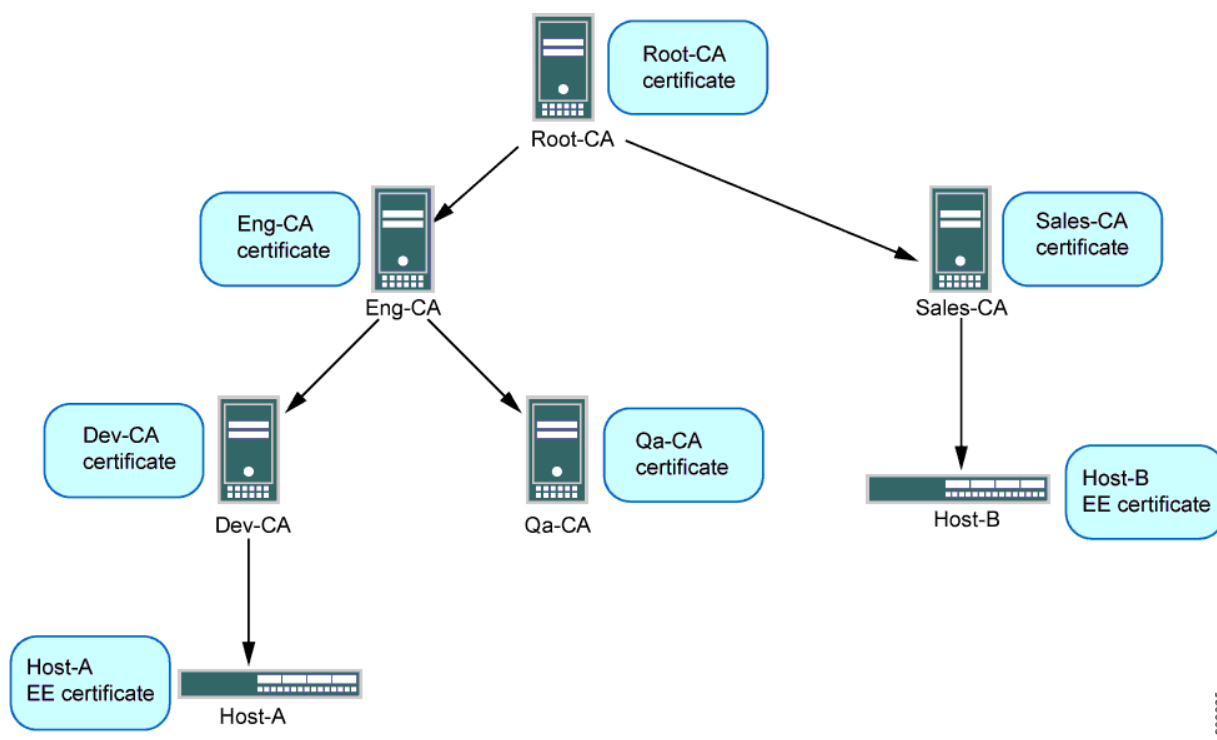 Root-CA
certificate
Root-CA
Eng-CA
certificate
Eng-CA
Sales-CA
certificate
Sales-CA
Dev-CA
certificate
Dev-CA
Qa-CA
certificate
Qa-CA
Host-B
EE certificate
Host-B
Host-A
EE certificate
Host-A